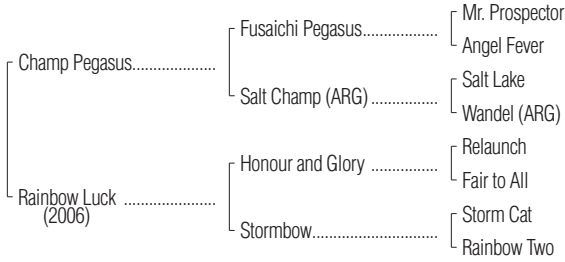 Mr. Prospector
Fusaichi Pegasus...................
Angel Fever
Champ Pegasus.....................
Salt Lake
Salt Champ (ARG) .................
Wandel (ARG)
Relaunch
Honour and Glory .................
Fair to All
Rainbow Luck .......................
(2006)
Storm Cat
Stormbow................................
Rainbow Two